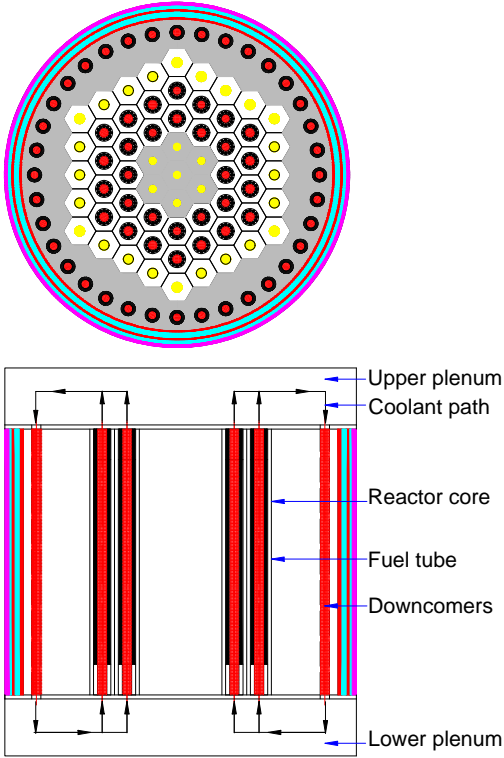 Upper plenum
Coolant path
Reactor core
Fuel tube
Downcomers
Lower plenum